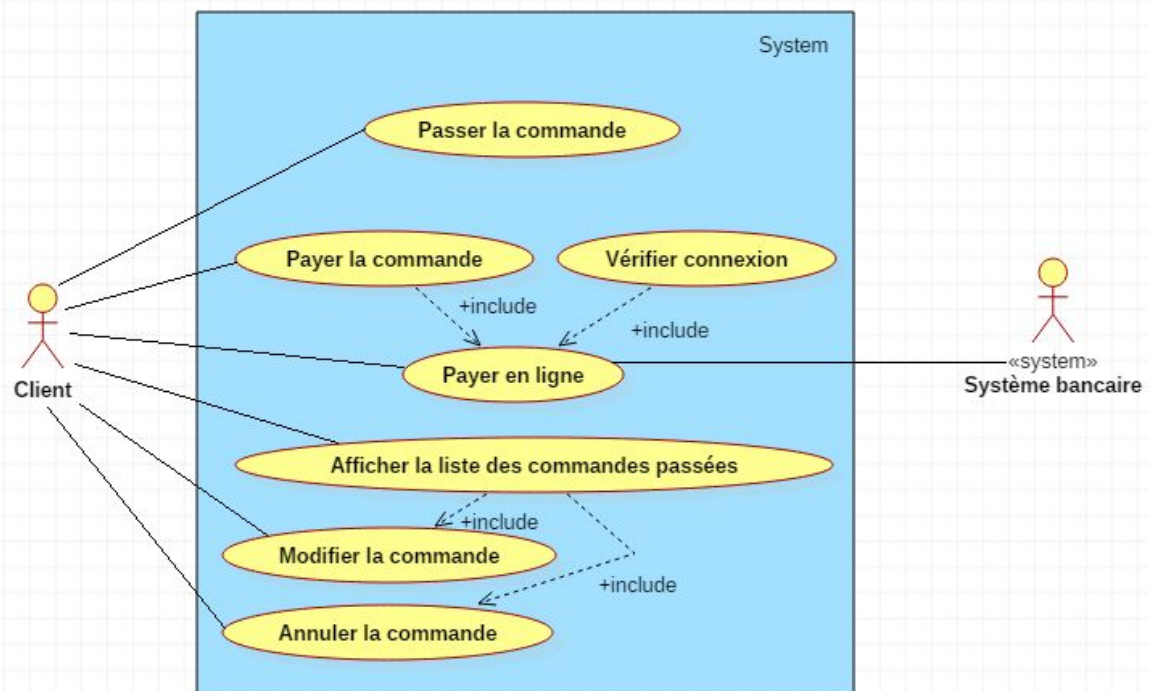 System
Passer la commande
Payer la commande
Vérifier connexion
+include
+include
Payer en ligne
Client
«system»
Système bancaire
Afficher la liste des commandes passées
+include
Modifier la commande
+include
Annuler la commande